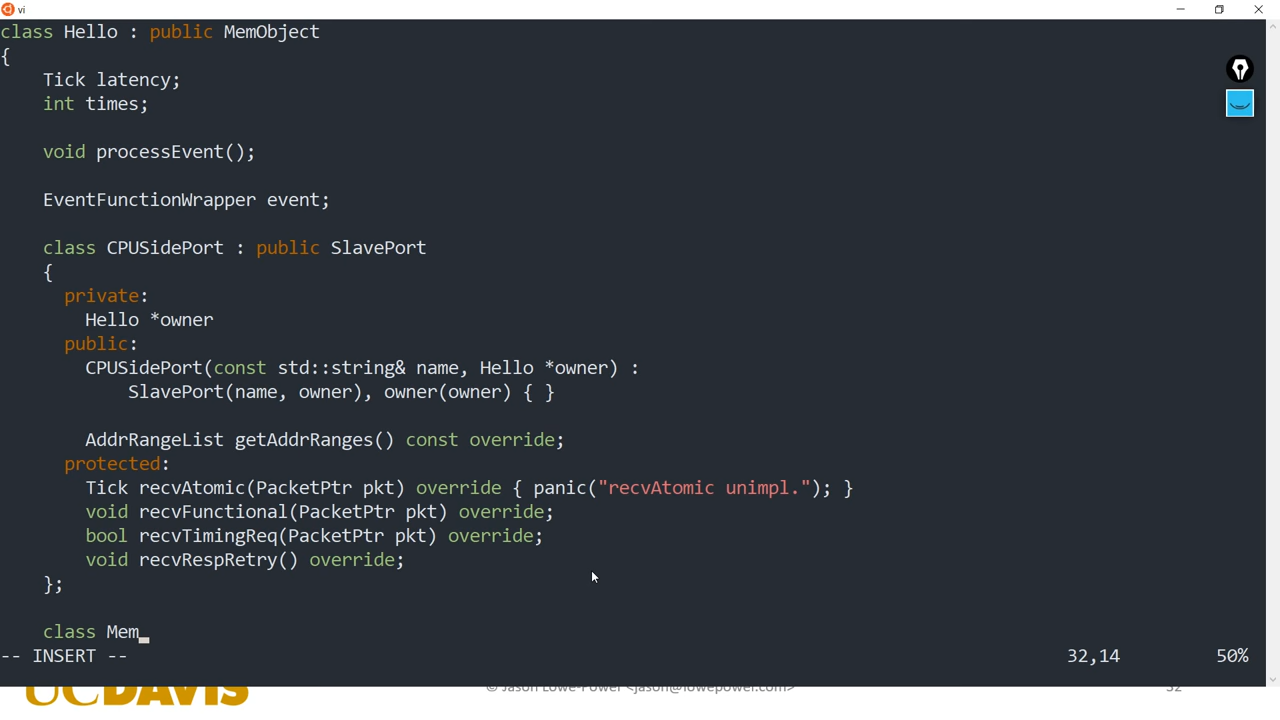 vi
class Hello : public MemObject
{
    Tick latency;
    int times;

    void processEvent();

    EventFunctionWrapper event;

    class CPUSidePort : public SlavePort
    {
      private:
        Hello *owner
      public:
        CPUSidePort(const std::string& name, Hello *owner) :
            SlavePort(name, owner), owner(owner) { }

        AddrRangeList getAddrRanges() const override;
      protected:
        Tick recvAtomic(PacketPtr pkt) override { panic("recvAtomic unimpl."); }
        void recvFunctional(PacketPtr pkt) override;
        bool recvTimingReq(PacketPtr pkt) override;
        void recvRespRetry() override;
    };

    class Mem
-- INSERT -- 32,14 50%
UCDAVIS © Jason Lowe-Power <jason@lowepower.com> 32